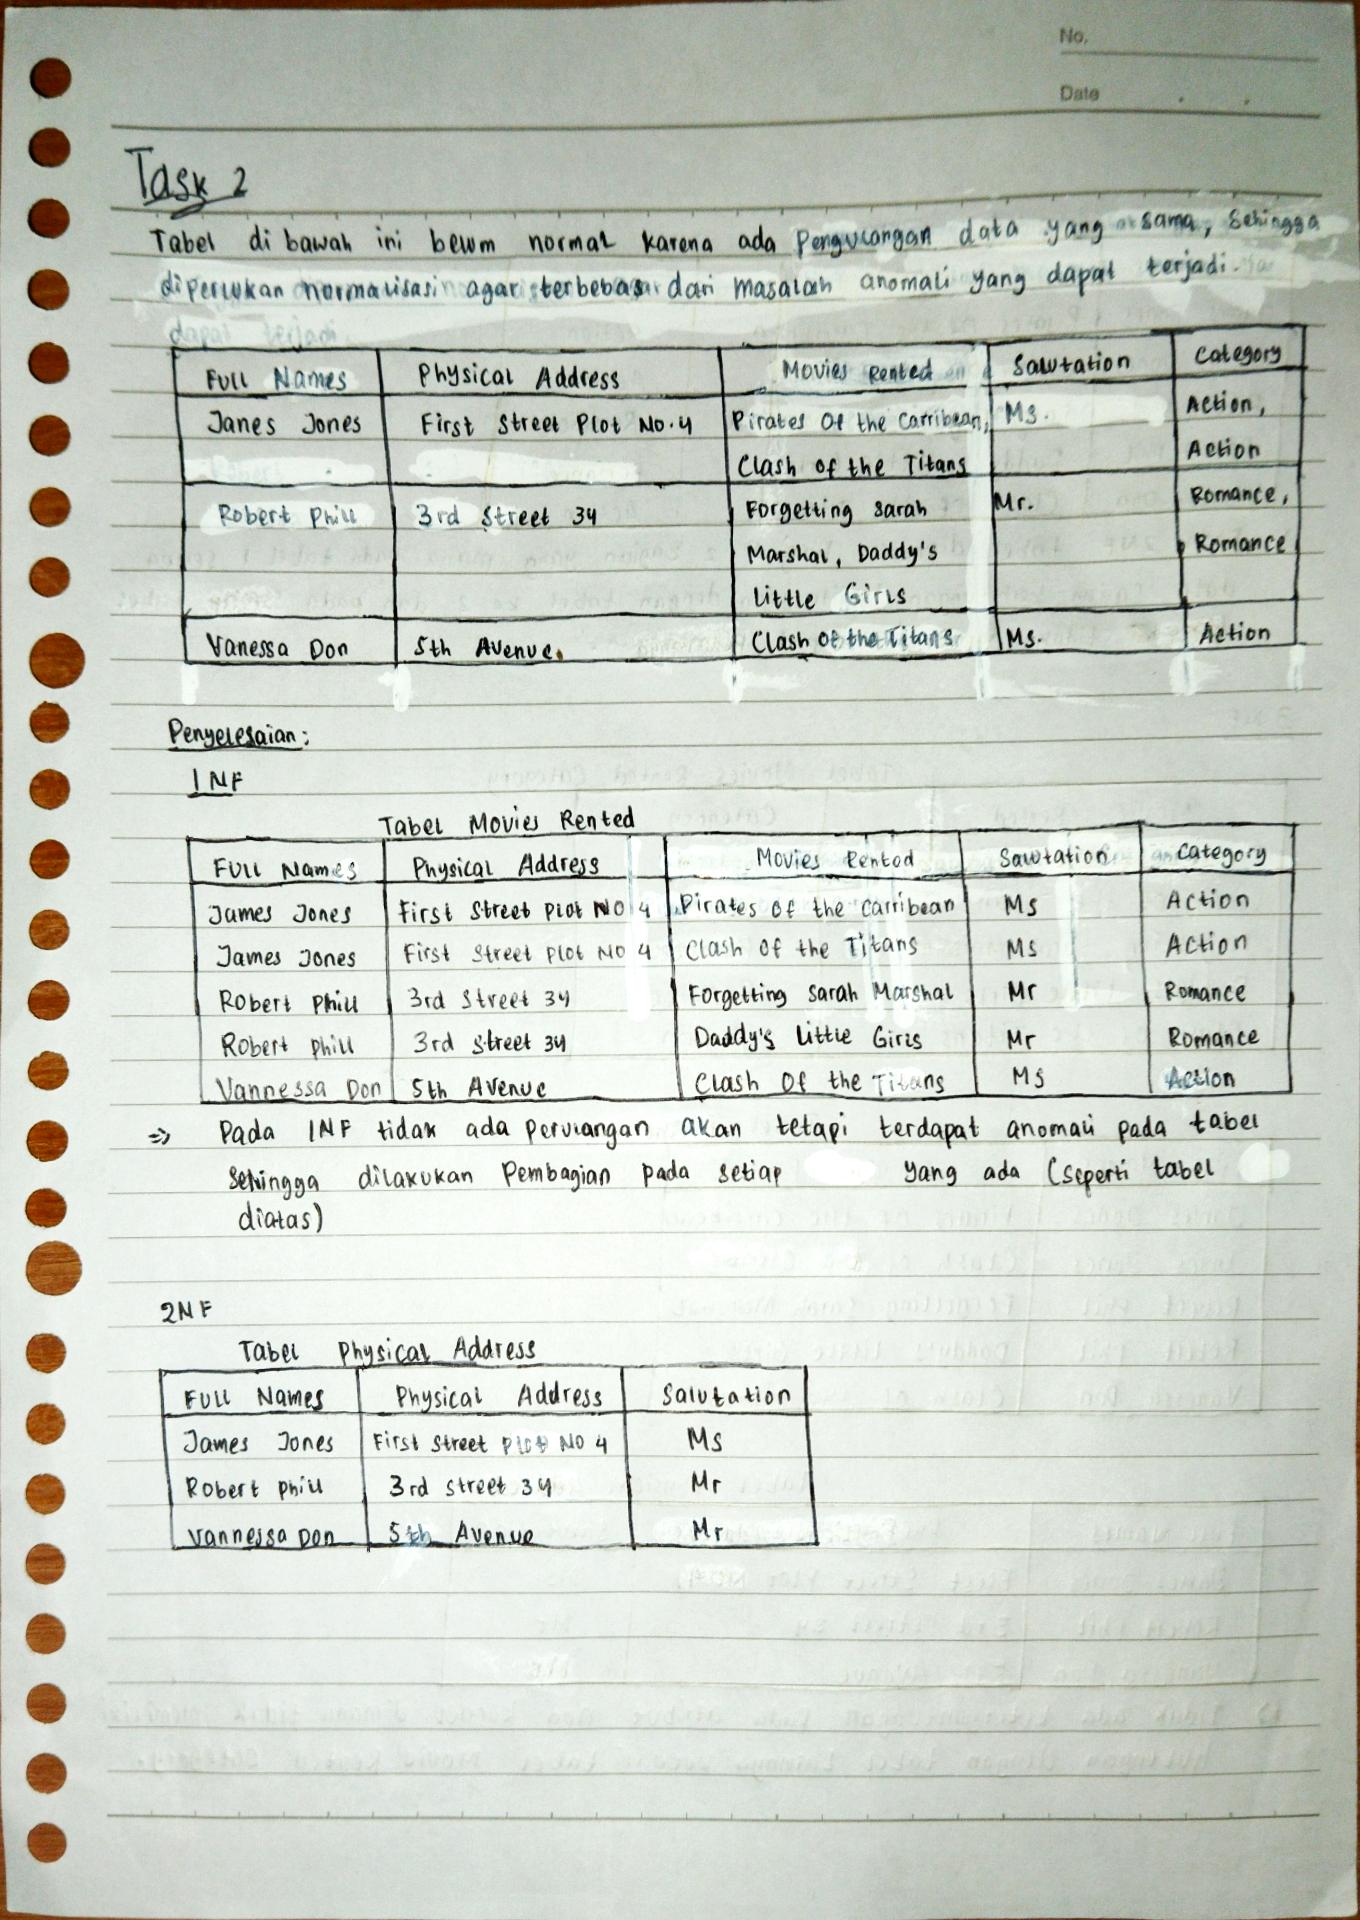 No.
Date
Task 2
Tabel di bawah ini belum normal karena ada Pengulangan data yang sama, Sehingga
diperlukan normalisasi agar terbebas dari masalah anomali yang dapat terjadi.
dapat terjadi
Full Names Physical Address Movies Rented Salutation Category
Janes Jones First Street Plot No.4 Pirates Of the Carribean, Ms. Action,
Clash of the Titans Action
Robert Phill 3rd Street 34 Forgetting Sarah Mr. Romance,
Marshal, Daddy's Romance
Little Girls
Vanessa Don 5th Avenue. Clash of the Titans Ms. Action
Penyelesaian:
1NF
Tabel Movies Rented
Full Names Physical Address Movies Rented Salutation Category
James Jones First Street Plot No 4 Pirates of the Carribean Ms Action
James Jones First Street Plot No 4 Clash of the Titans Ms Action
Robert Phill 3rd Street 34 Forgetting Sarah Marshal Mr Romance
Robert Phill 3rd Street 34 Daddy's Little Girls Mr Romance
Vannessa Don 5th Avenue Clash Of the Titans Ms Action
=> Pada 1NF tidak ada perulangan akan tetapi terdapat anomali pada tabel
Sehingga dilakukan Pembagian pada setiap yang ada (seperti tabel
diatas)
2NF
Tabel Physical Address
Full Names Physical Address Salutation
James Jones First Street Plot No 4 Ms
Robert Phill 3rd Street 34 Mr
Vannessa Don 5th Avenue Mr